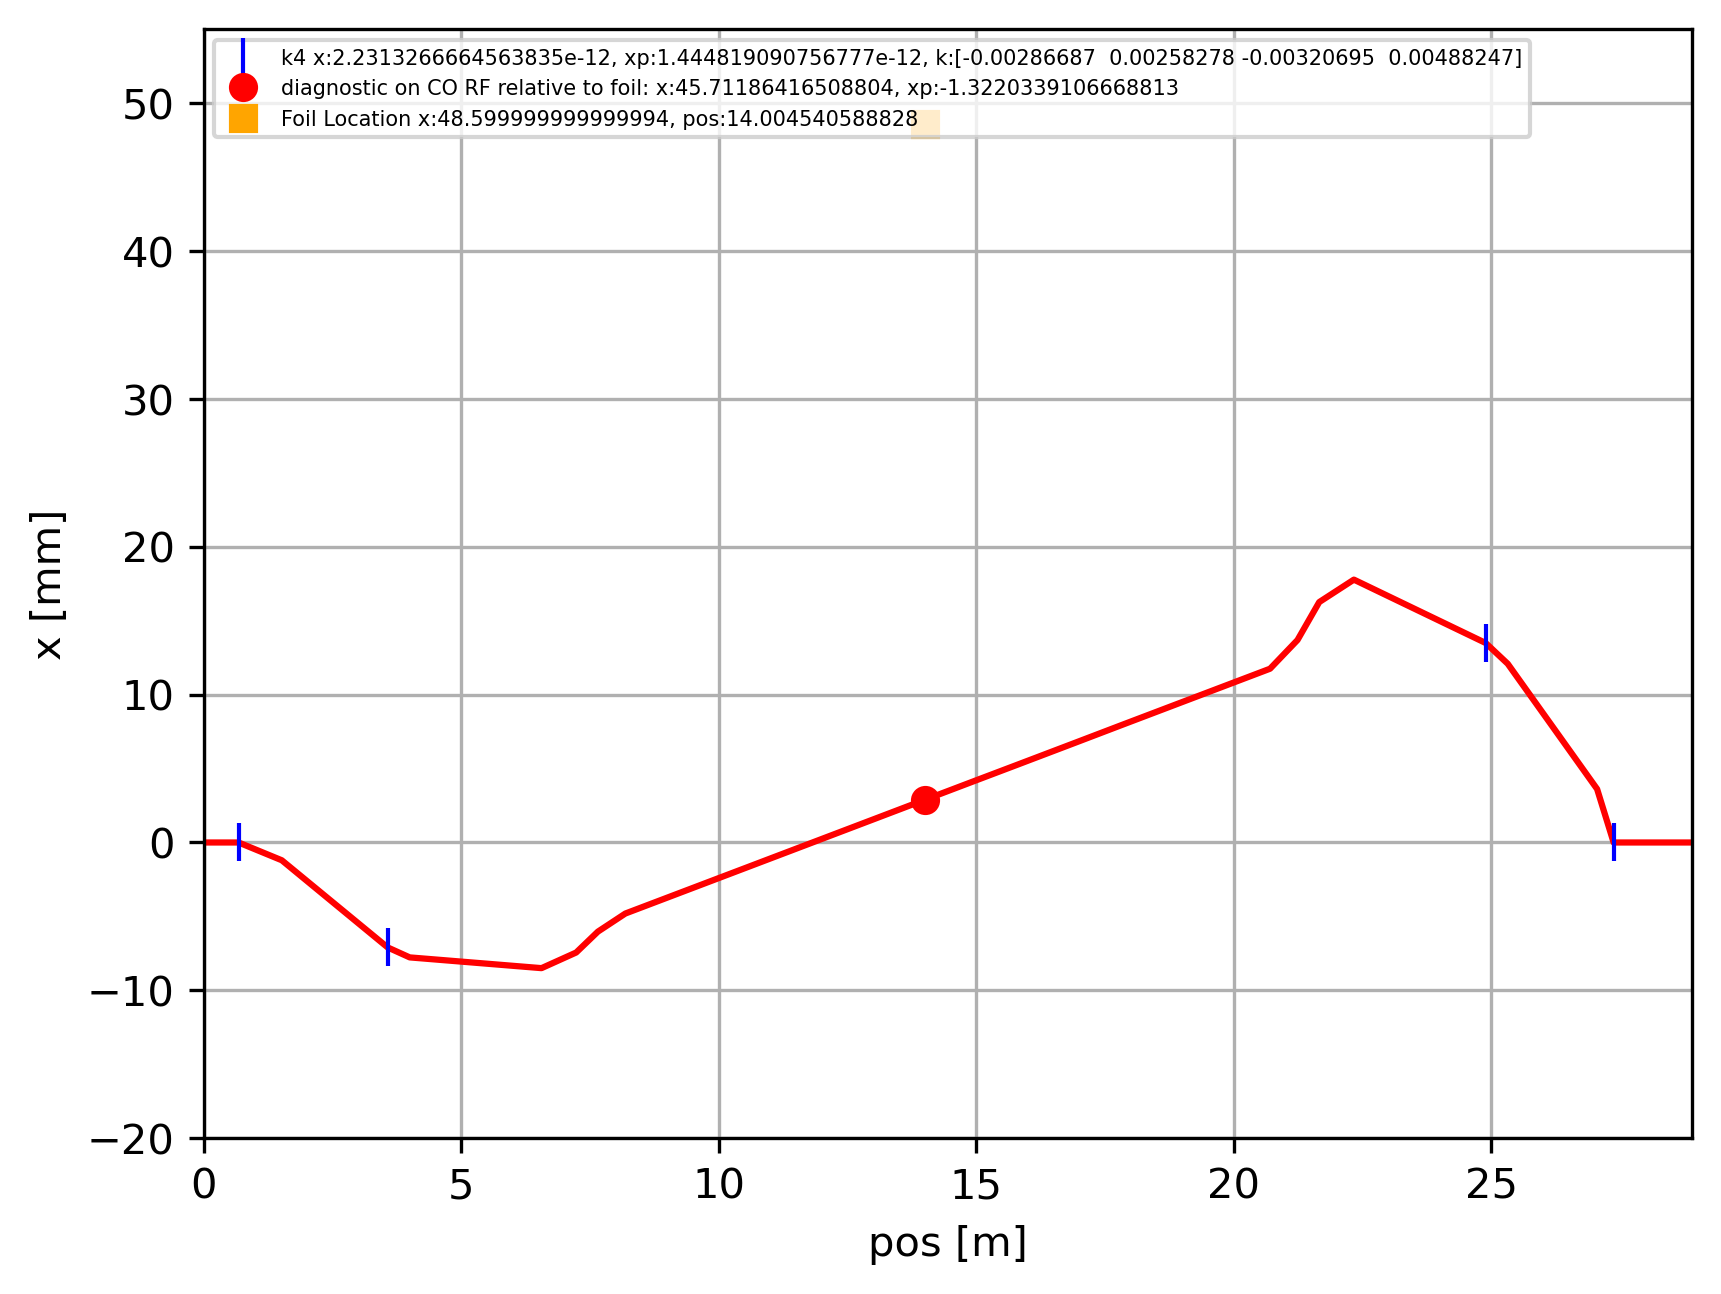 k4 x:2.2313266664563835e-12, xp:1.444819090756777e-12, k:[-0.00286687  0.00258278 -0.00320695  0.00488247]
diagnostic on CO RF relative to foil: x:45.71186416508804, xp:-1.3220339106668813
Foil Location x:48.599999999999994, pos:14.004540588828
50
40
30
20
10
0
−10
−20
x [mm]
0 5 10 15 20 25
pos [m]